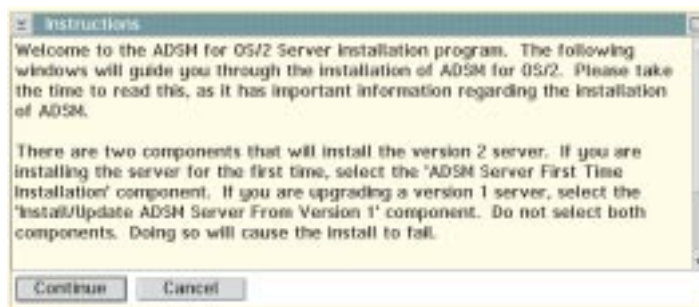 Instructions
Welcome to the ADSM for OS/2 Server installation program. The following
windows will guide you through the installation of ADSM for OS/2. Please take
the time to read this, as it has important information regarding the installation
of ADSM.
There are two components that will install the version 2 server. If you are
installing the server for the first time, select the 'ADSM Server First Time
Installation' component. If you are upgrading a version 1 server, select the
'Install/Update ADSM Server From Version 1' component. Do not select both
components. Doing so will cause the install to fail.
Continue
Cancel